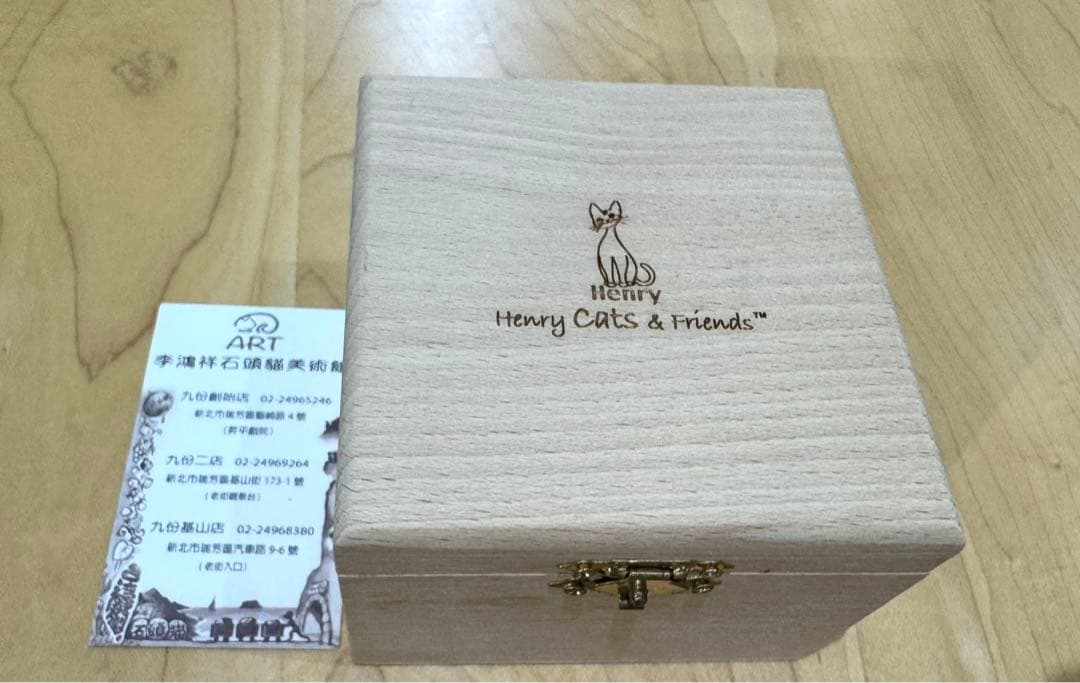 Henry
Henry Cats & Friends™
ART
李鴻祥石頭貓美術館
九份創始店 02-24965246
新北市瑞芳區豎崎路 4 號
(昇平戲院)
九份二店 02-24969264
新北市瑞芳區基山街 173-1 號
(老街觀景台)
九份基山店 02-24968380
新北市瑞芳區汽車路 9-6 號
(老街入口)
石頭貓